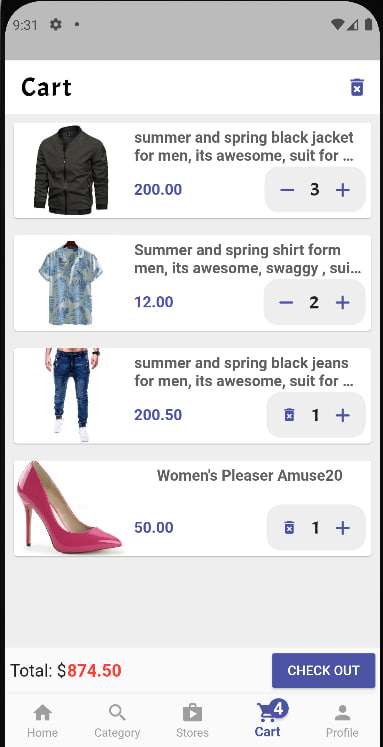 9:31
Cart
summer and spring black jacket
for men, its awesome, suit for ...
200.00
3
Summer and spring shirt form
men, its awesome, swaggy , sui...
12.00
2
summer and spring black jeans
for men, its awesome, suit for ...
200.50
1
Women's Pleaser Amuse20
50.00
1
Total: $874.50
CHECK OUT
4
Home
Category
Stores
Cart
Profile